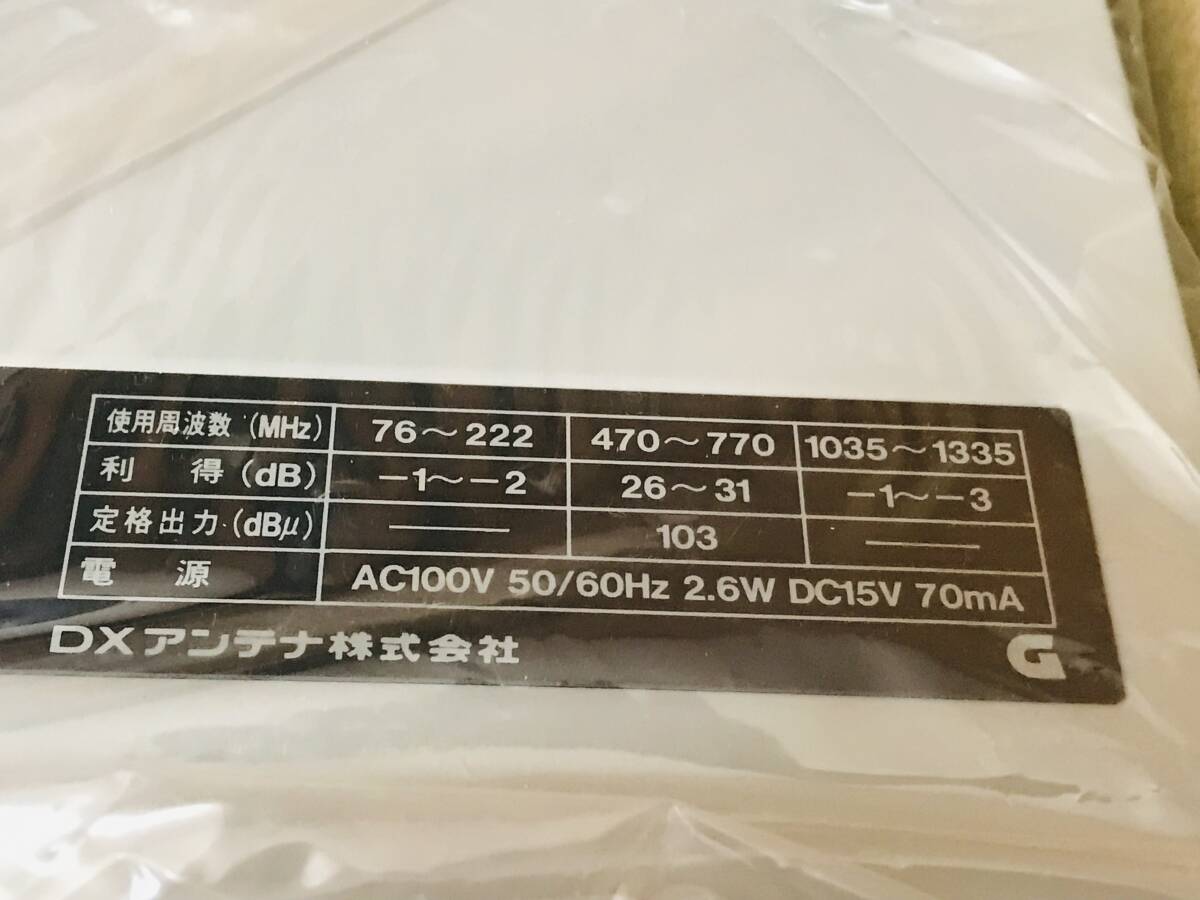 使用周波数(MHz) 76～222 470～770 1035～1335
利 得(dB) －1～－2 26～31 －1～－3
定格出力(dBμ) ―― 103 ――
電 源 AC100V 50/60Hz 2.6W DC15V 70mA
DXアンテナ株式会社 G